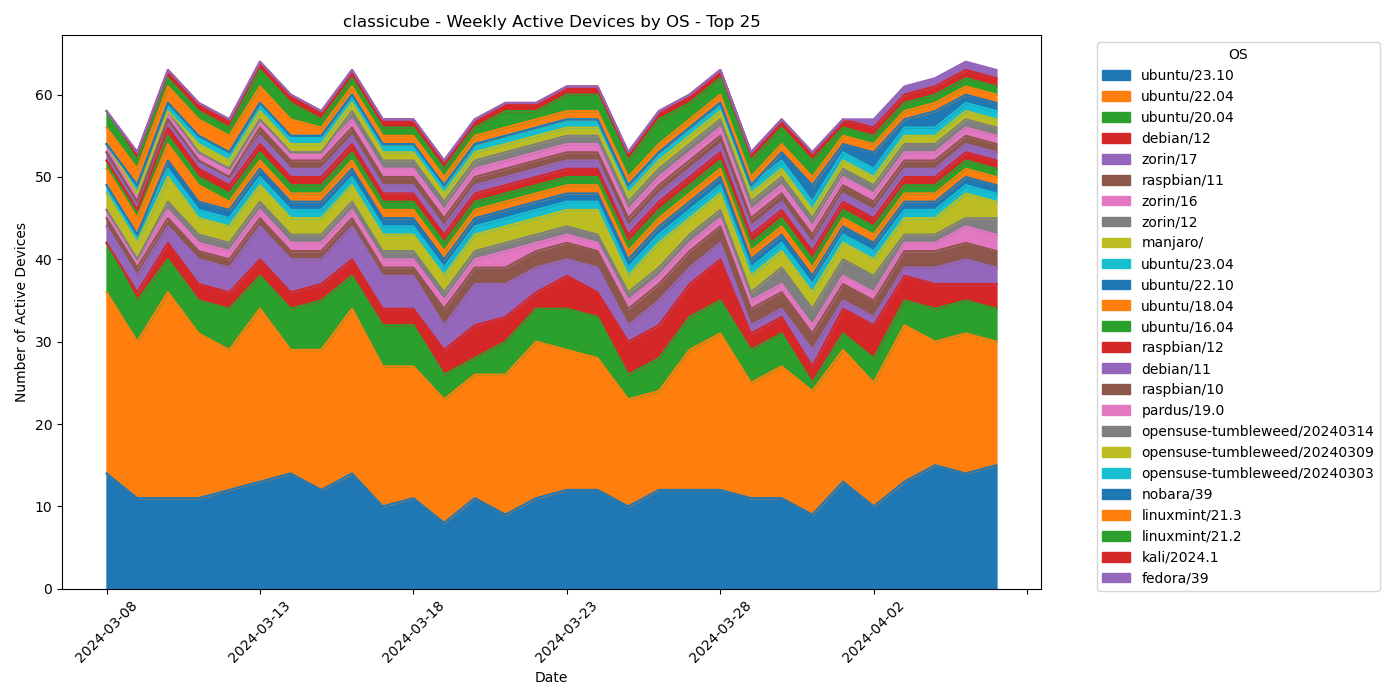 classicube - Weekly Active Devices by OS - Top 25
Number of Active Devices
60
50
40
30
20
10
0
2024-03-08
2024-03-13
2024-03-18
2024-03-23
2024-03-28
2024-04-02
Date
OS
ubuntu/23.10
ubuntu/22.04
ubuntu/20.04
debian/12
zorin/17
raspbian/11
zorin/16
zorin/12
manjaro/
ubuntu/23.04
ubuntu/22.10
ubuntu/18.04
ubuntu/16.04
raspbian/12
debian/11
raspbian/10
pardus/19.0
opensuse-tumbleweed/20240314
opensuse-tumbleweed/20240309
opensuse-tumbleweed/20240303
nobara/39
linuxmint/21.3
linuxmint/21.2
kali/2024.1
fedora/39